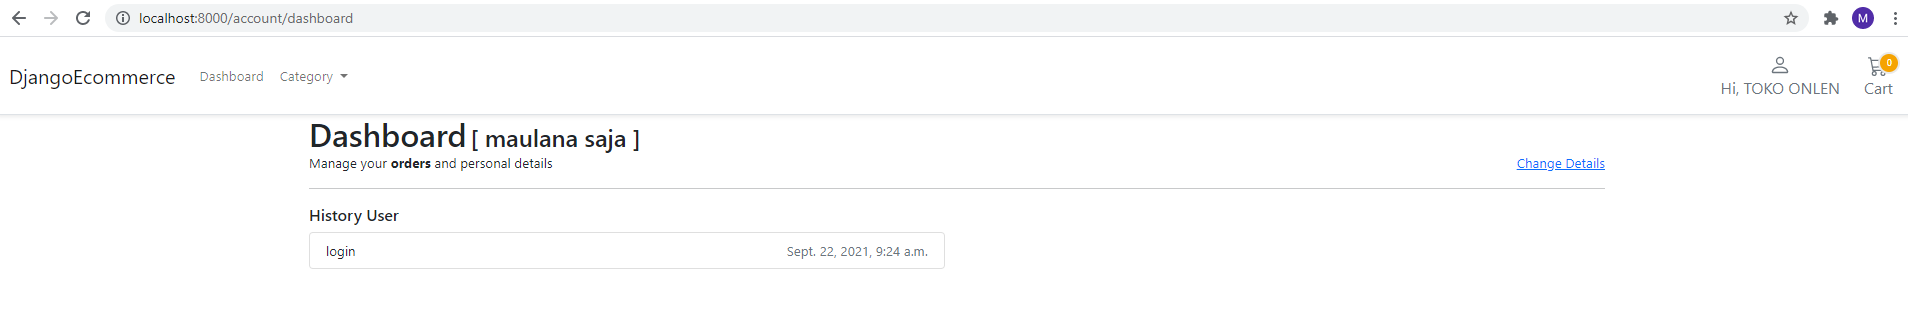 localhost:8000/account/dashboard
M
DjangoEcommerce Dashboard Category
Hi, TOKO ONLEN
0
Cart
Dashboard [ maulana saja ]
Manage your orders and personal details
Change Details
History User
login Sept. 22, 2021, 9:24 a.m.